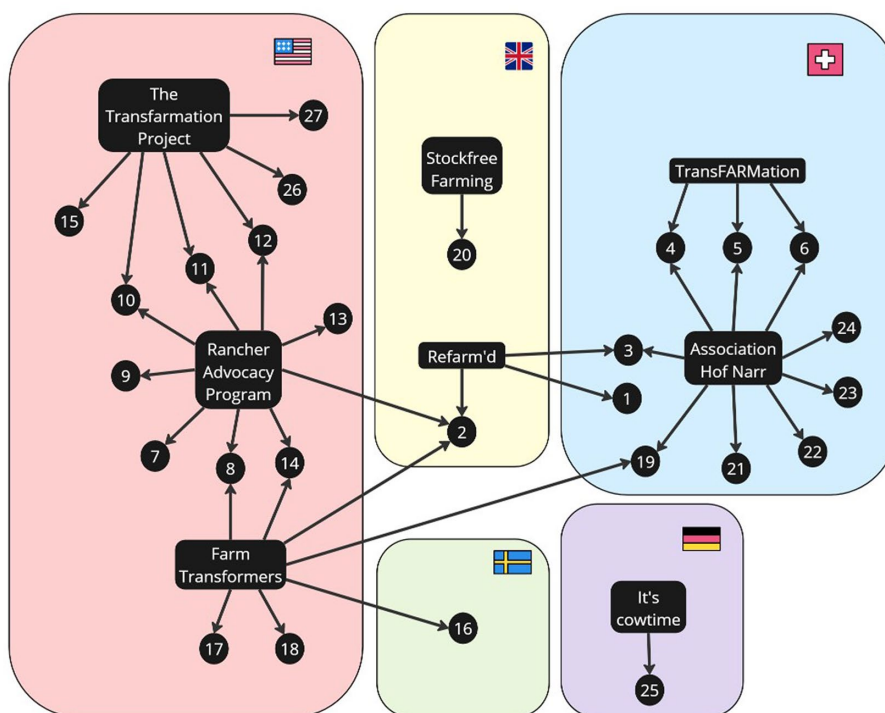 The
Transfarmation
Project
27
26
15
12
11
10
13
Rancher
Advocacy
Program
9
7
8
14
Farm
Transformers
17
18
Stockfree
Farming
20
Refarm'd
2
16
TransFARMation
4
5
6
3
Association
Hof Narr
24
1
23
19
21
22
It's
cowtime
25